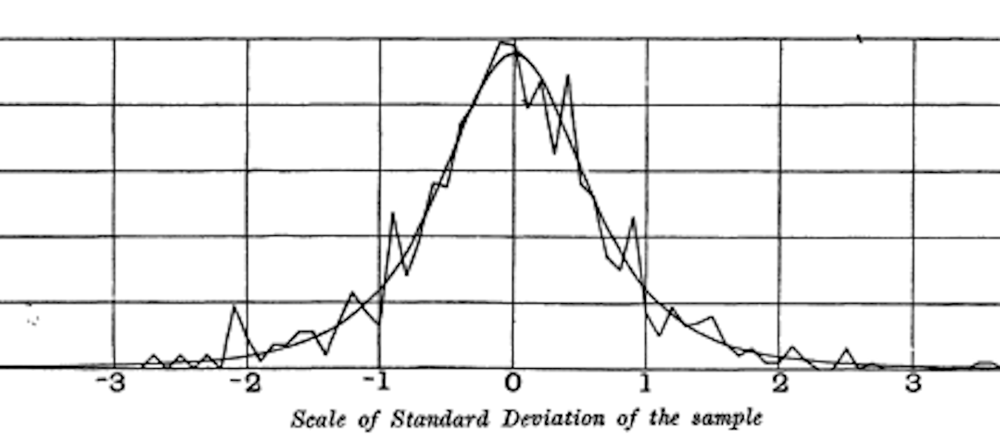 -3 -2 -1 0 1 2 3
Scale of Standard Deviation of the sample